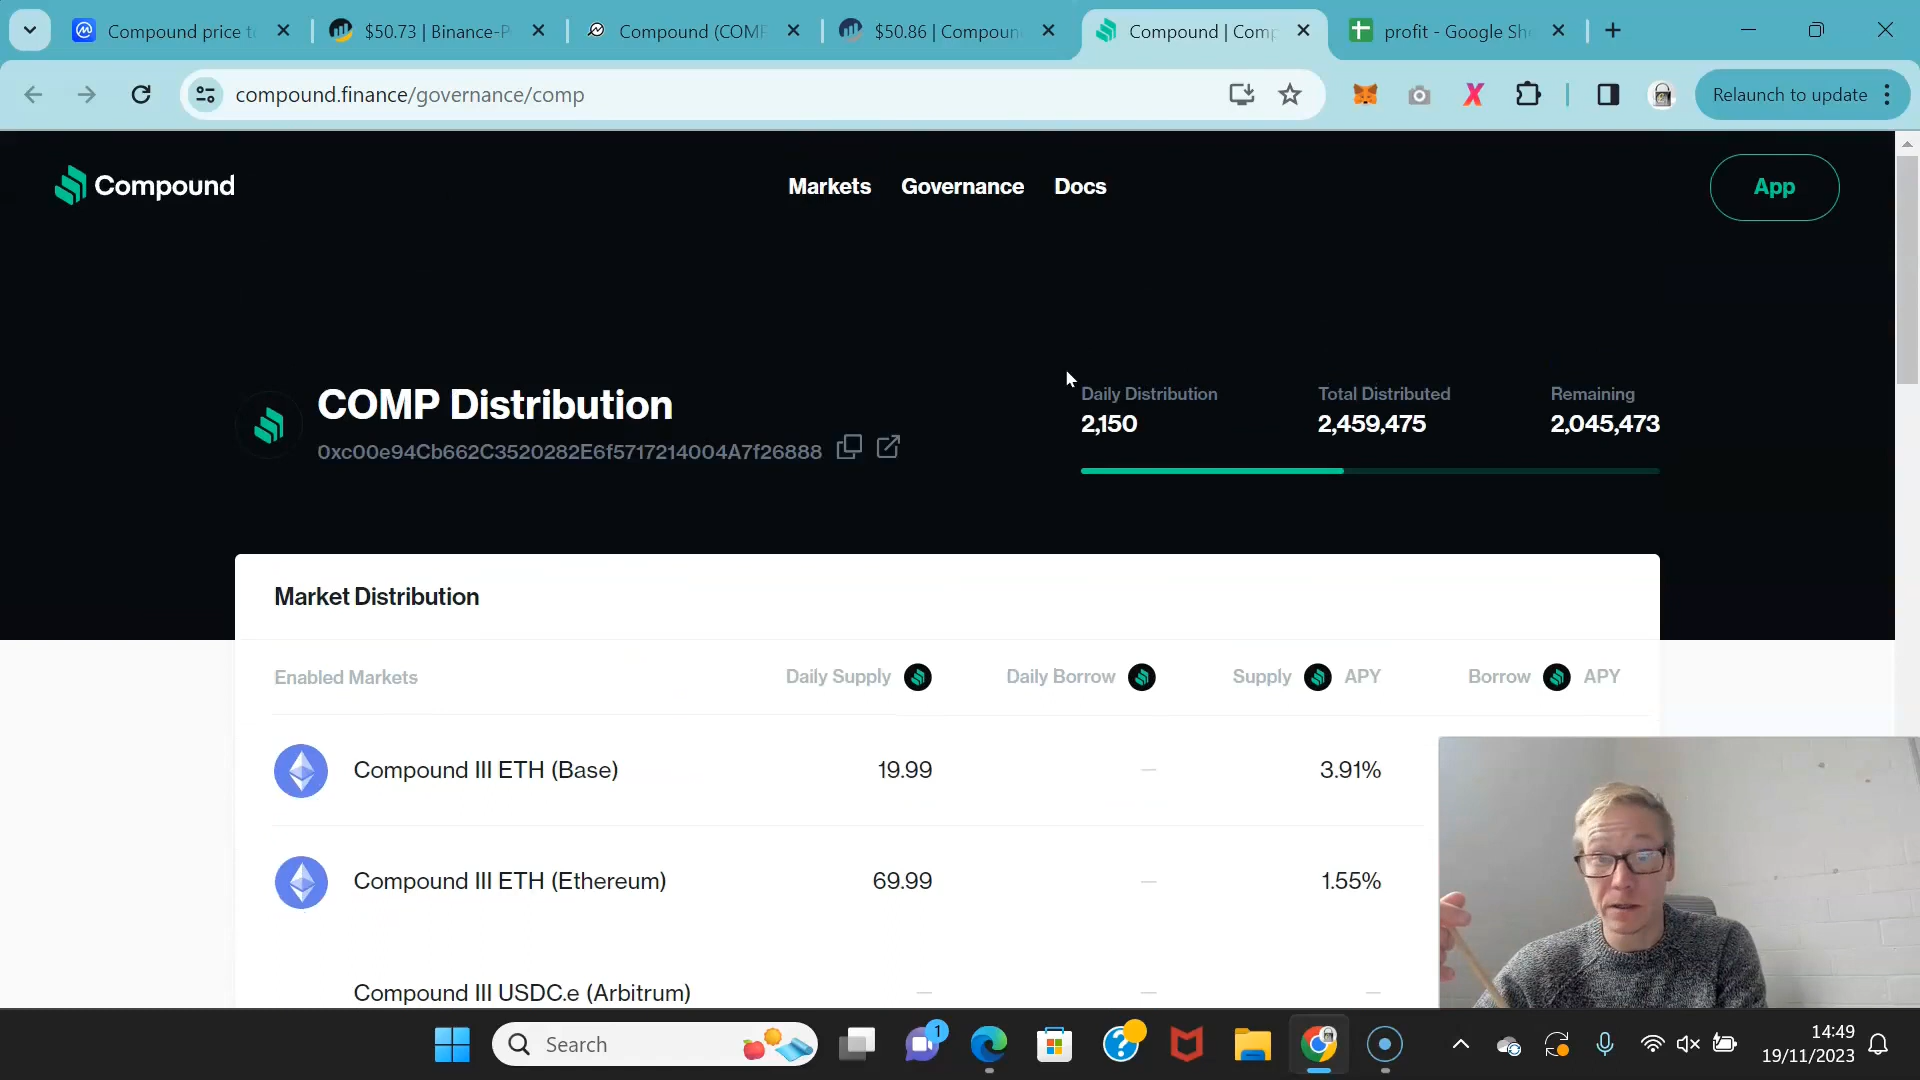 Compound price to
$50.73 | Binance-P
Compound (COMP
$50.86 | Compoun
Compound | Comp
profit - Google She
compound.finance/governance/comp
Relaunch to update
Compound
Markets
Governance
Docs
App
COMP Distribution
0xc00e94Cb662C3520282E6f5717214004A7f26888
Daily Distribution
2,150
Total Distributed
2,459,475
Remaining
2,045,473
Market Distribution
Enabled Markets
Daily Supply
Daily Borrow
Supply APY
Borrow APY
Compound III ETH (Base)
19.99
—
3.91%
Compound III ETH (Ethereum)
69.99
—
1.55%
Compound III USDC.e (Arbitrum)
—
—
—
Search
1
14:49
19/11/2023